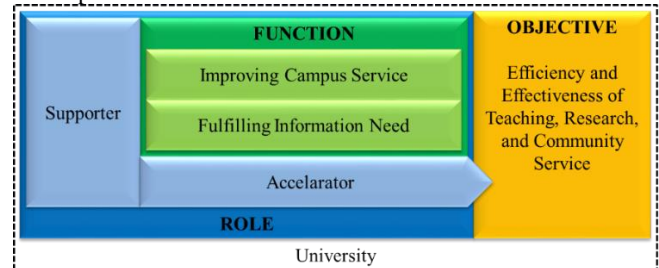 FUNCTION
Improving Campus Service
Fulfilling Information Need
Supporter
Accelarator
ROLE
OBJECTIVE
Efficiency and
Effectiveness of
Teaching, Research,
and Community
Service
University